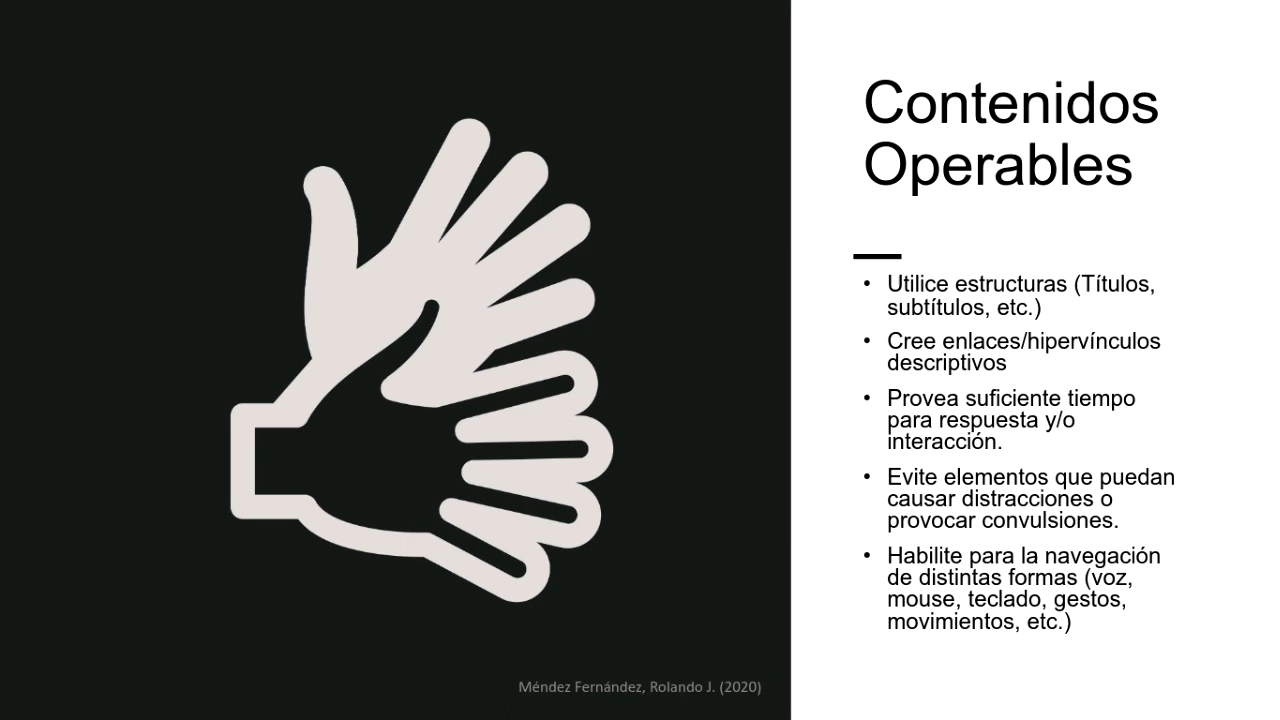 Contenidos
Operables
• Utilice estructuras (Títulos,
subtítulos, etc.)
• Cree enlaces/hipervínculos
descriptivos
• Provea suficiente tiempo
para respuesta y/o
interacción.
• Evite elementos que puedan
causar distracciones o
provocar convulsiones.
• Habilite para la navegación
de distintas formas (voz,
mouse, teclado, gestos,
movimientos, etc.)
Méndez Fernández, Rolando J. (2020)